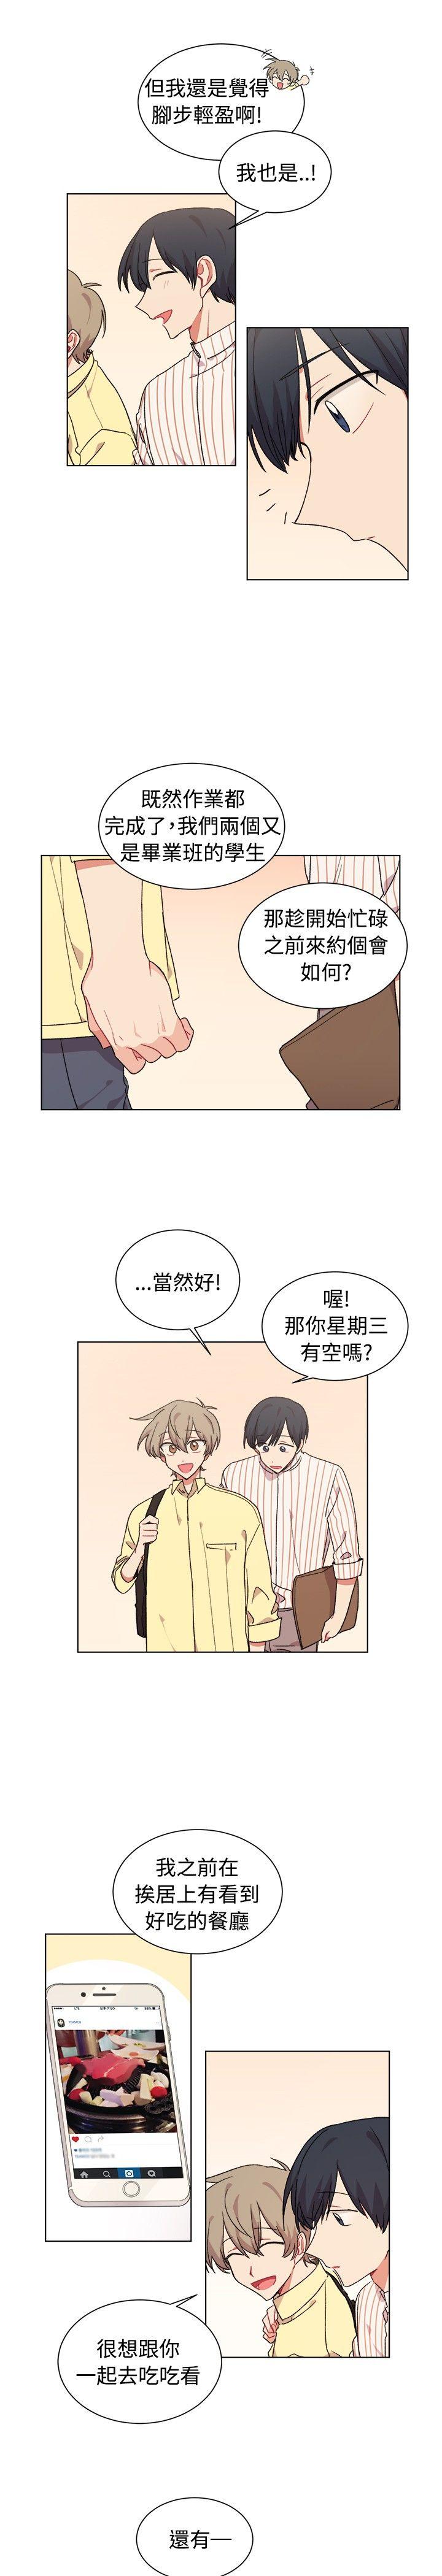 但我還是覺得
腳步輕盈啊!
我也是..!
既然作業都
完成了,我們兩個又
是畢業班的學生
那趁開始忙碌
之前來約個會
如何?
...當然好!
喔!
那你星期三
有空嗎?
我之前在
挨居上有看到
好吃的餐廳
很想跟你
一起去吃吃看
還有—